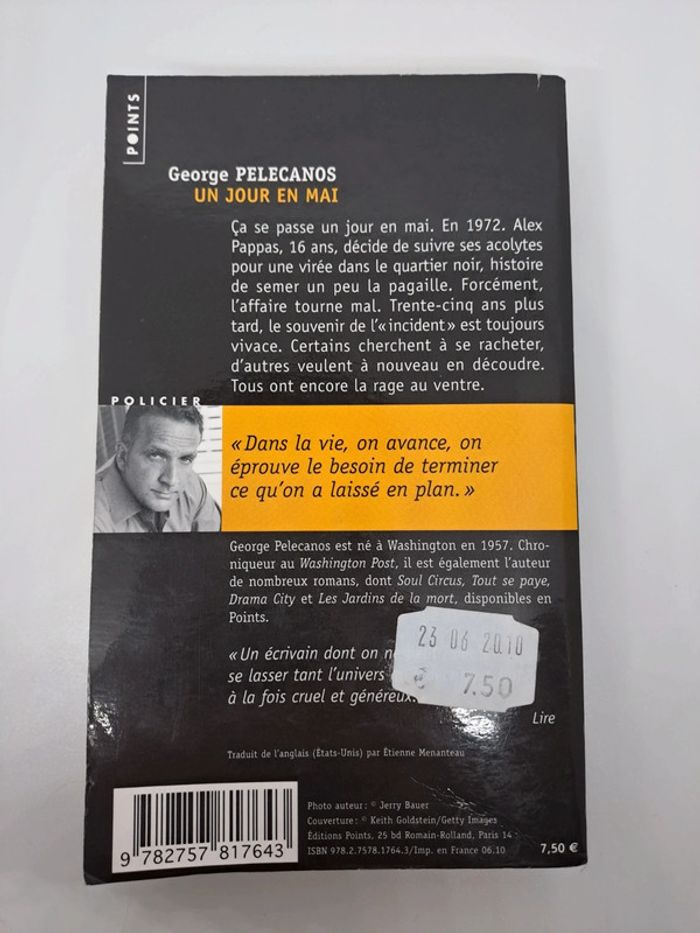 POINTS
George PELECANOS
UN JOUR EN MAI
Ça se passe un jour en mai. En 1972. Alex
Pappas, 16 ans, décide de suivre ses acolytes
pour une virée dans le quartier noir, histoire
de semer un peu la pagaille. Forcément,
l'affaire tourne mal. Trente-cinq ans plus
tard, le souvenir de l'« incident » est toujours
vivace. Certains cherchent à se racheter,
d'autres veulent à nouveau en découdre.
Tous ont encore la rage au ventre.
POLICIER
« Dans la vie, on avance, on
éprouve le besoin de terminer
ce qu'on a laissé en plan. »
George Pelecanos est né à Washington en 1957. Chro-
niqueur au Washington Post, il est également l'auteur
de nombreux romans, dont Soul Circus, Tout se paye,
Drama City et Les Jardins de la mort, disponibles en
Points.
23 06 2010
€ 7.50
« Un écrivain dont on
se lasser tant l'univers
à la fois cruel et généreux.
Lire
Traduit de l'anglais (États-Unis) par Étienne Menanteau
Photo auteur : © Jerry Bauer
Couverture : © Keith Goldstein/Getty Images
Éditions Points, 25 bd Romain-Rolland, Paris 14
ISBN 978.2.7578.1764.3/Imp. en France 06.10
7,50 €
9 782757 817643